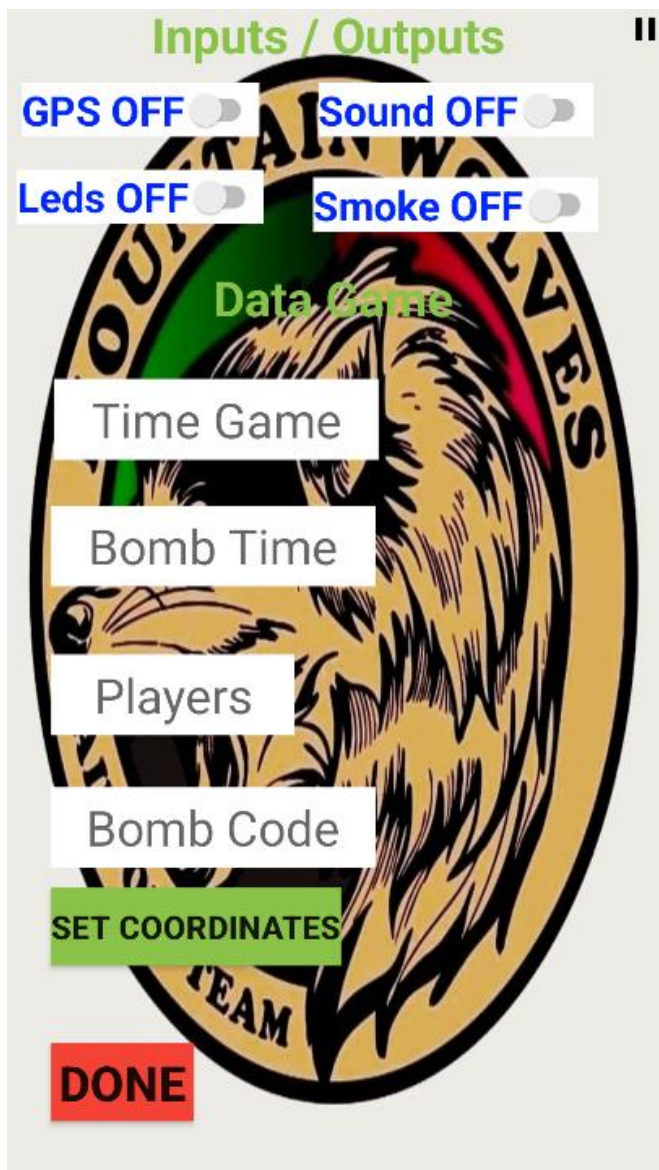 Inputs / Outputs
GPS OFF Sound OFF
Leds OFF Smoke OFF
Data Game
Time Game
Bomb Time
Players
Bomb Code
SET COORDINATES
TEAM
DONE